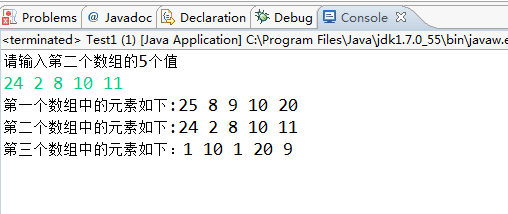 Problems @ Javadoc Declaration Debug Console
<terminated> Test1 (1) [Java Application] C:\Program Files\Java\jdk1.7.0_55\bin\javaw.e
请输入第二个数组的5个值
24 2 8 10 11
第一个数组中的元素如下:25 8 9 10 20
第二个数组中的元素如下:24 2 8 10 11
第三个数组中的元素如下：1 10 1 20 9